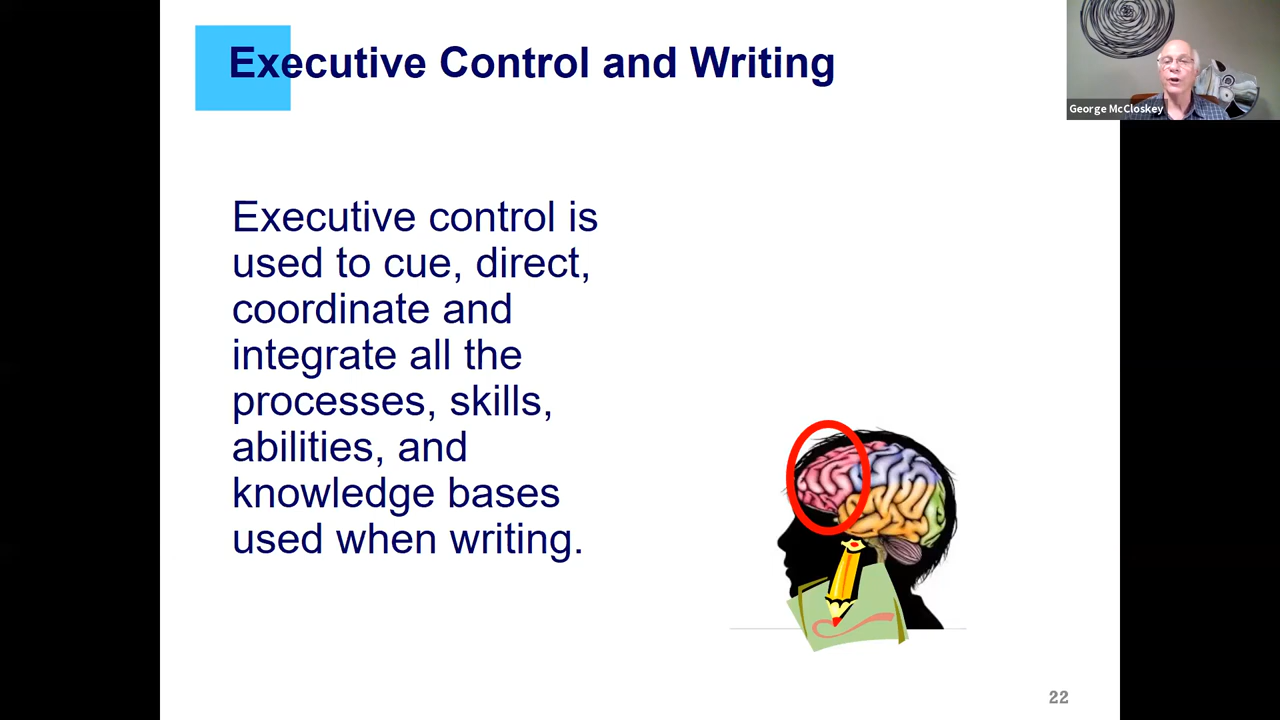 Executive Control and Writing
George McCloskey
Executive control is
used to cue, direct,
coordinate and
integrate all the
processes, skills,
abilities, and
knowledge bases
used when writing.
22